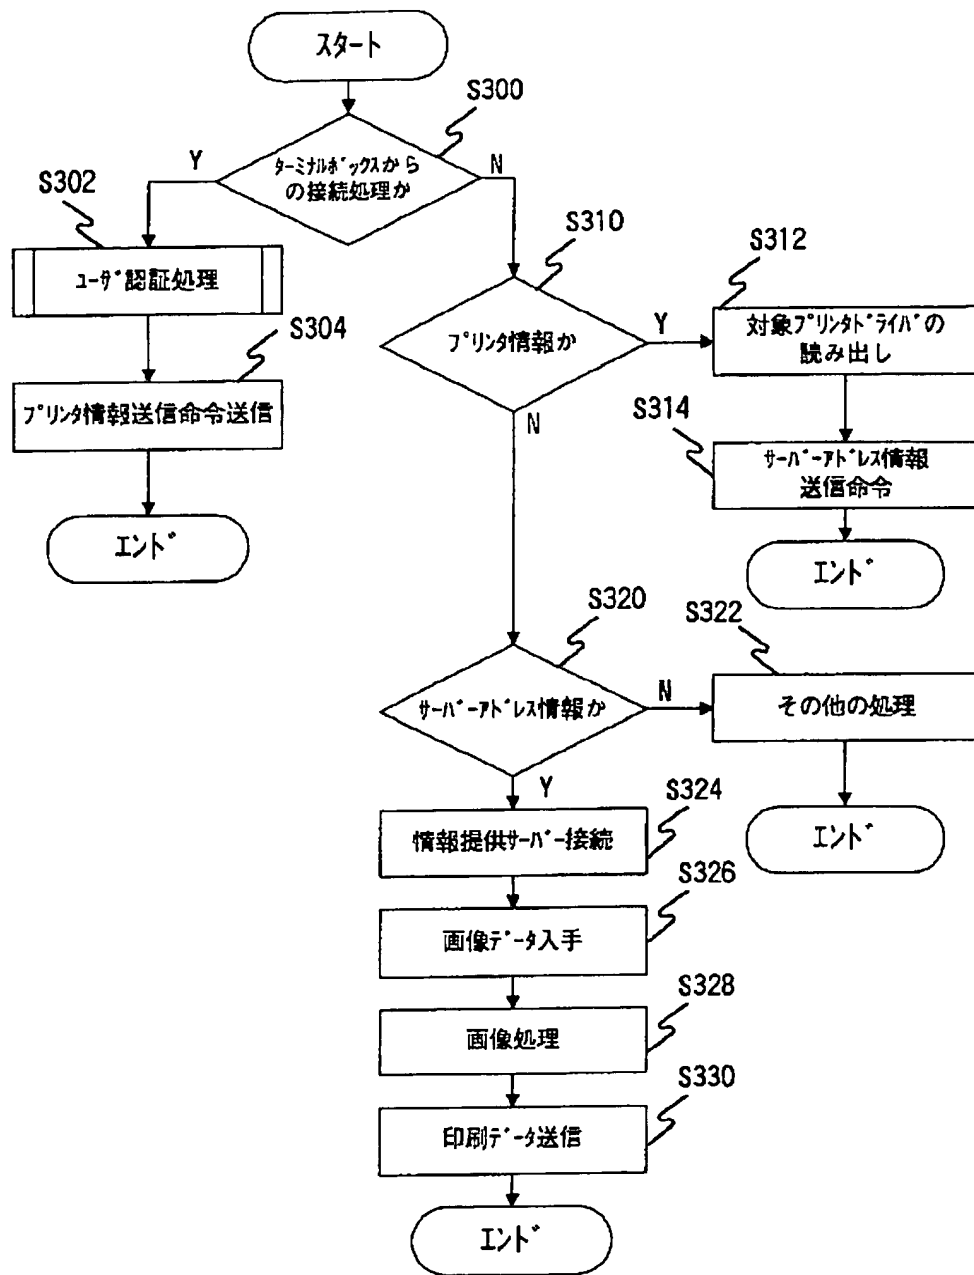 スタート
S300
ﾀｰﾐﾅﾙﾎﾞｯｸｽから
の接続処理か
Y
N
S302
ﾕｰｻﾞ認証処理
S304
ﾌﾟﾘﾝﾀ情報送信命令送信
エンド
S310
ﾌﾟﾘﾝﾀ情報か
Y
N
S312
対象ﾌﾟﾘﾝﾀﾄﾞﾗｲﾊﾞの
読み出し
S314
ｻｰﾊﾞｰｱﾄﾞﾚｽ情報
送信命令
エンド
S320
ｻｰﾊﾞｰｱﾄﾞﾚｽ情報か
N
Y
S322
その他の処理
エンド
S324
情報提供ｻｰﾊﾞｰ接続
S326
画像ﾃﾞｰﾀ入手
S328
画像処理
S330
印刷ﾃﾞｰﾀ送信
エンド